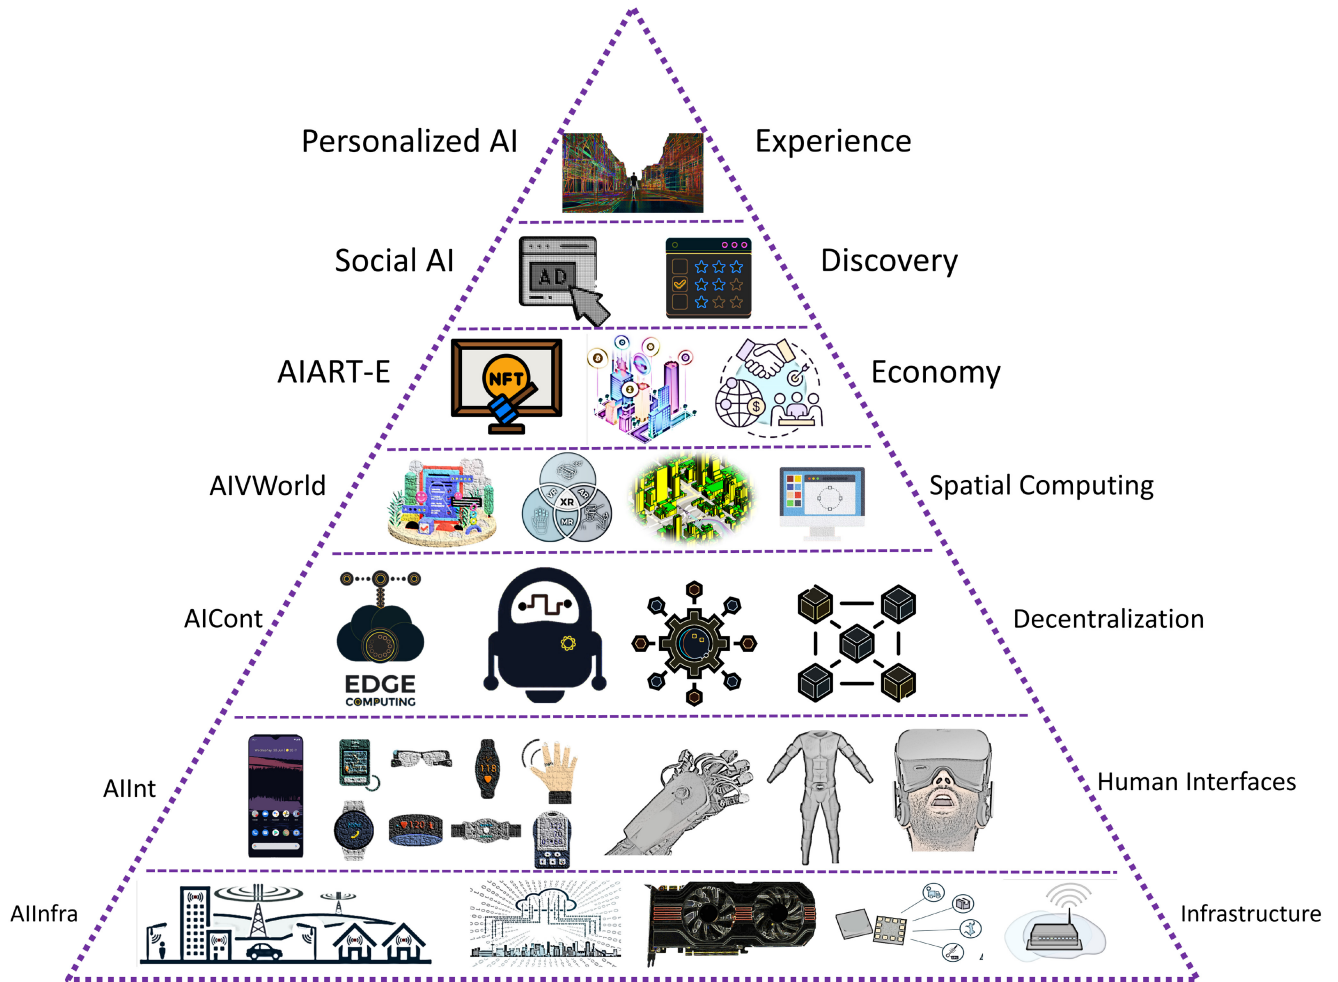 Personalized AI
Experience
Social AI
AD
Discovery
AIART-E
NFT
Economy
AIVWorld
VR
AR
XR
MR
Spatial Computing
AICont
EDGE
COMPUTING
Decentralization
AIInt
118
Human Interfaces
AIInfra
Infrastructure